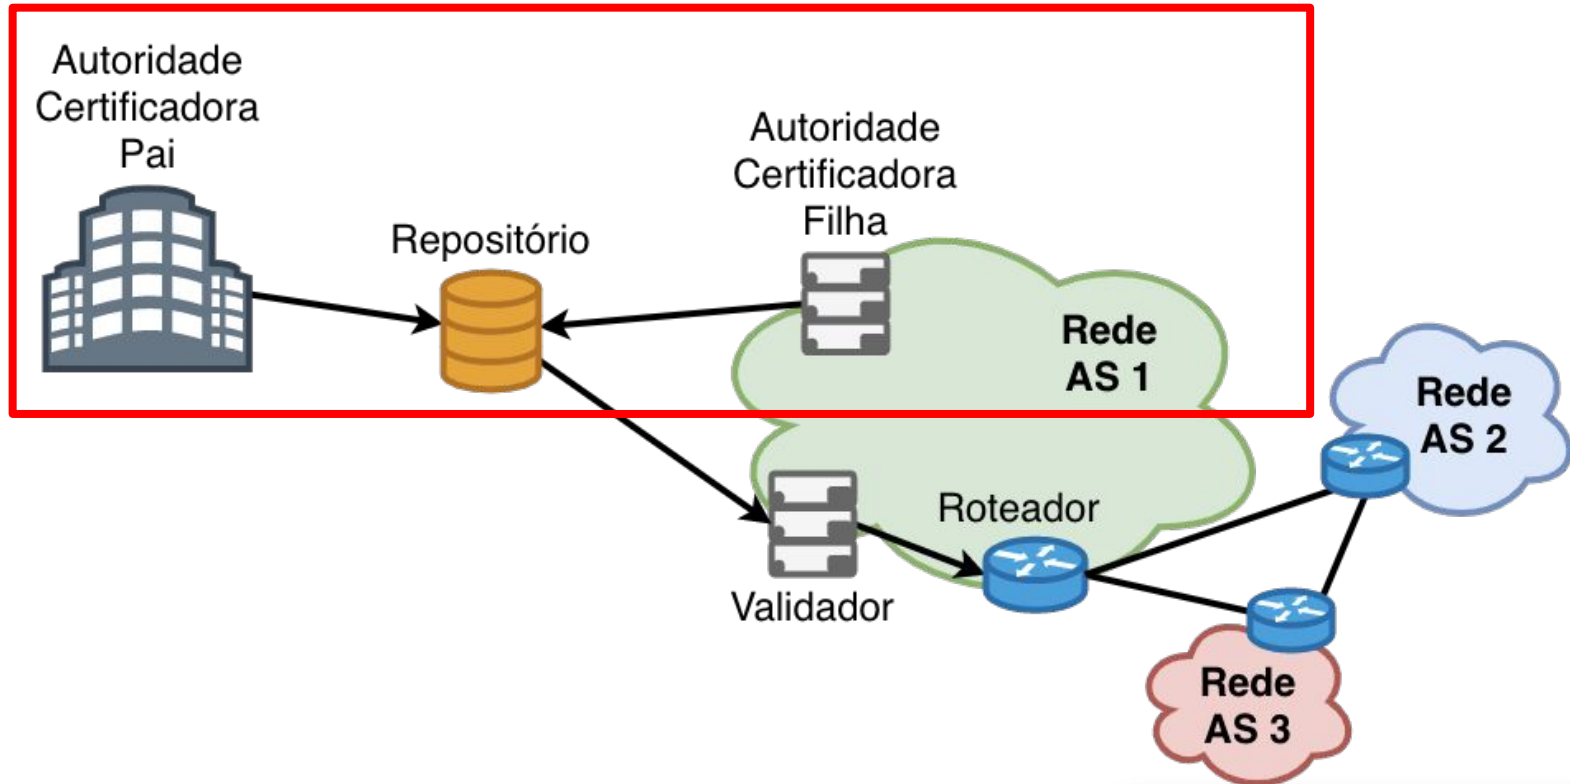 Autoridade
Certificadora
Pai
Autoridade
Certificadora
Filha
Repositório
Rede
AS 1
Rede
AS 2
Roteador
Validador
Rede
AS 3